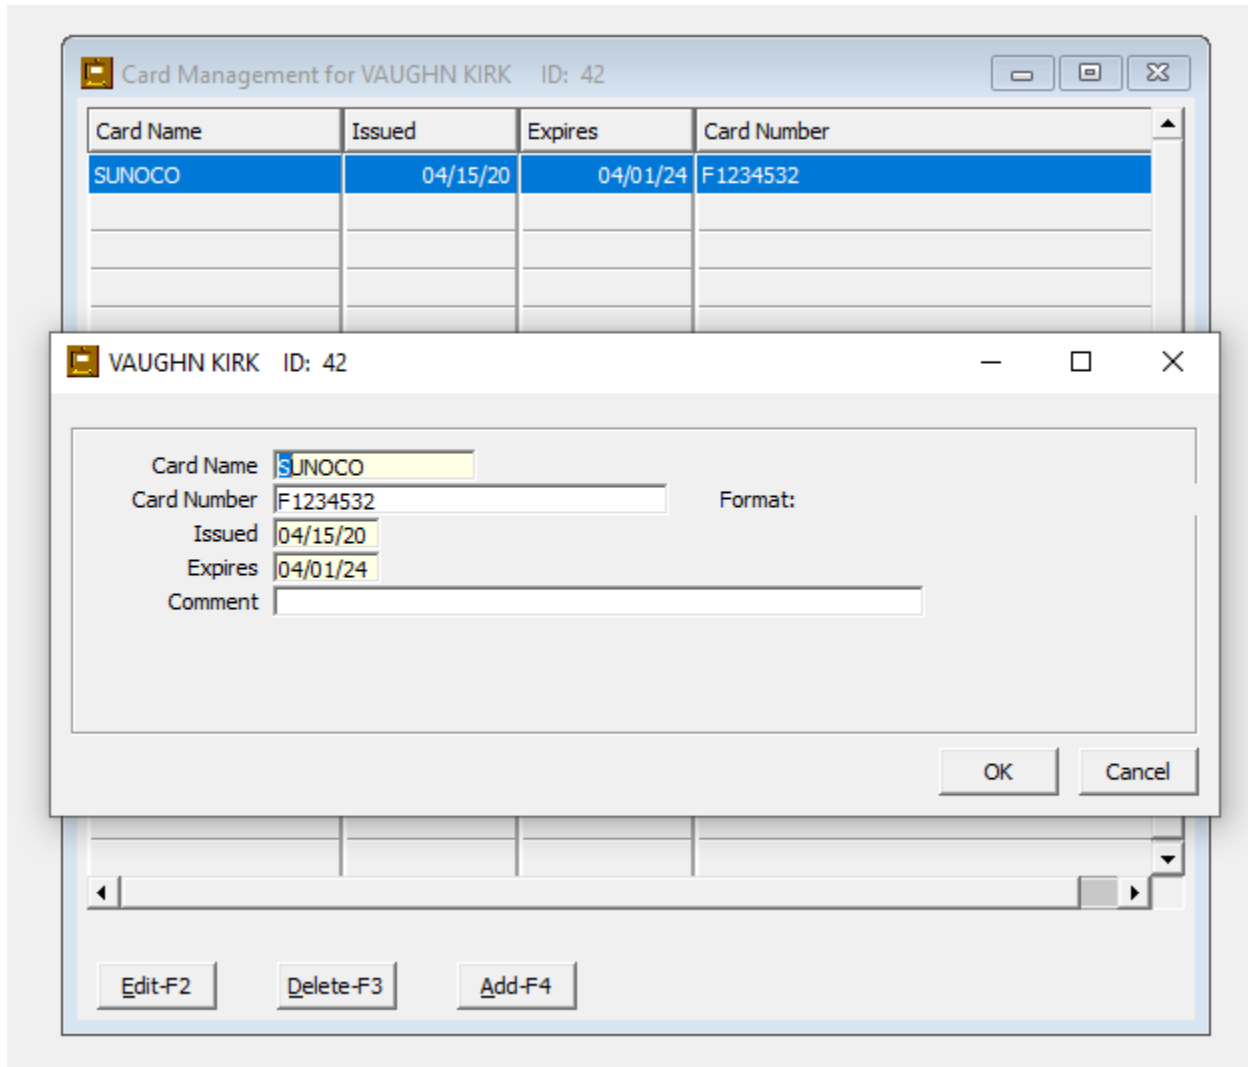 Card Management for VAUGHN KIRK ID: 42
Card Name Issued Expires Card Number
SUNOCO 04/15/20 04/01/24 F1234532
VAUGHN KIRK ID: 42
Card Name SUNOCO
Card Number F1234532 Format:
Issued 04/15/20
Expires 04/01/24
Comment
OK Cancel
Edit-F2 Delete-F3 Add-F4